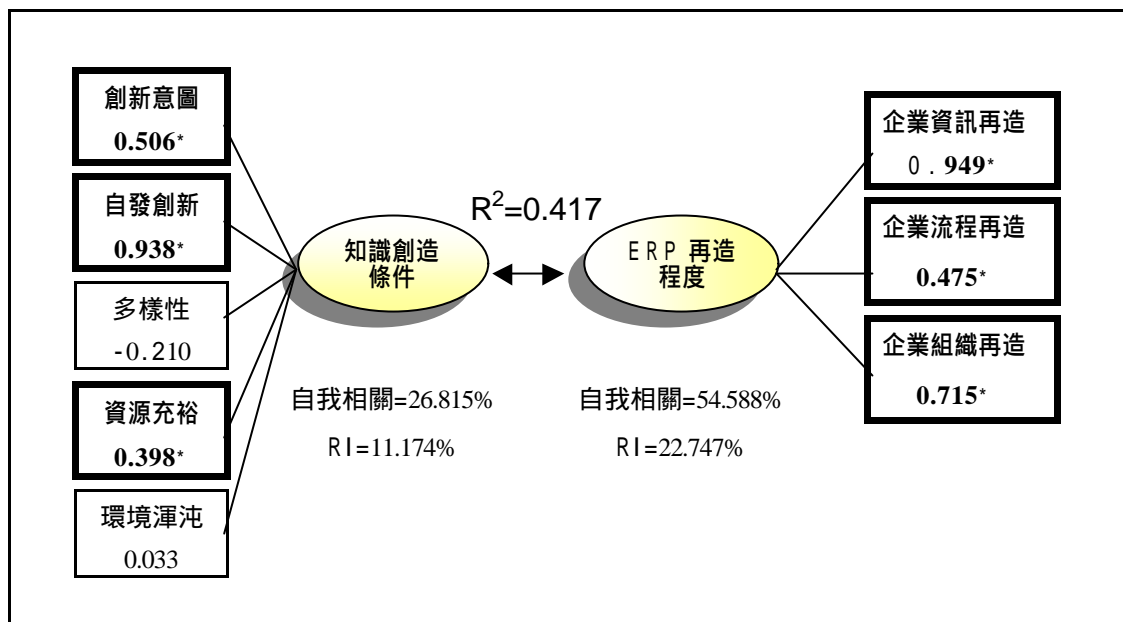 創新意圖
0.506*
自發創新
0.938*
多樣性
-0.210
資源充裕
0.398*
環境渾沌
0.033
知識創造
條件
R²=0.417
ERP 再造
程度
自我相關=26.815%
RI=11.174%
自我相關=54.588%
RI=22.747%
企業資訊再造
0.949*
企業流程再造
0.475*
企業組織再造
0.715*